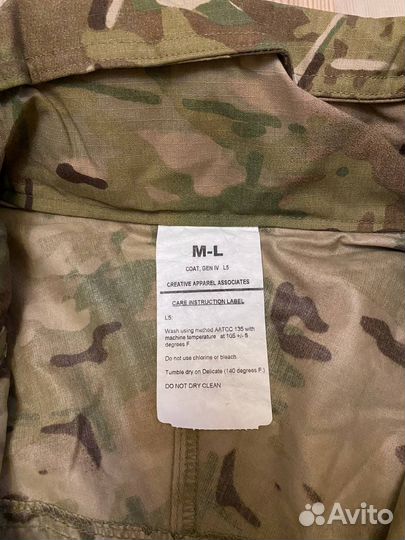 M-L
COAT, GEN IV L5
CREATIVE APPAREL ASSOCIATES
CARE INSTRUCTION LABEL
L5:
Wash using method AATCC 135 with
machine temperature at 105 +/- 5
degrees F.
Do not use chlorine or bleach.
Tumble dry on Delicate (140 degrees F.)
DO NOT DRY CLEAN
Avito